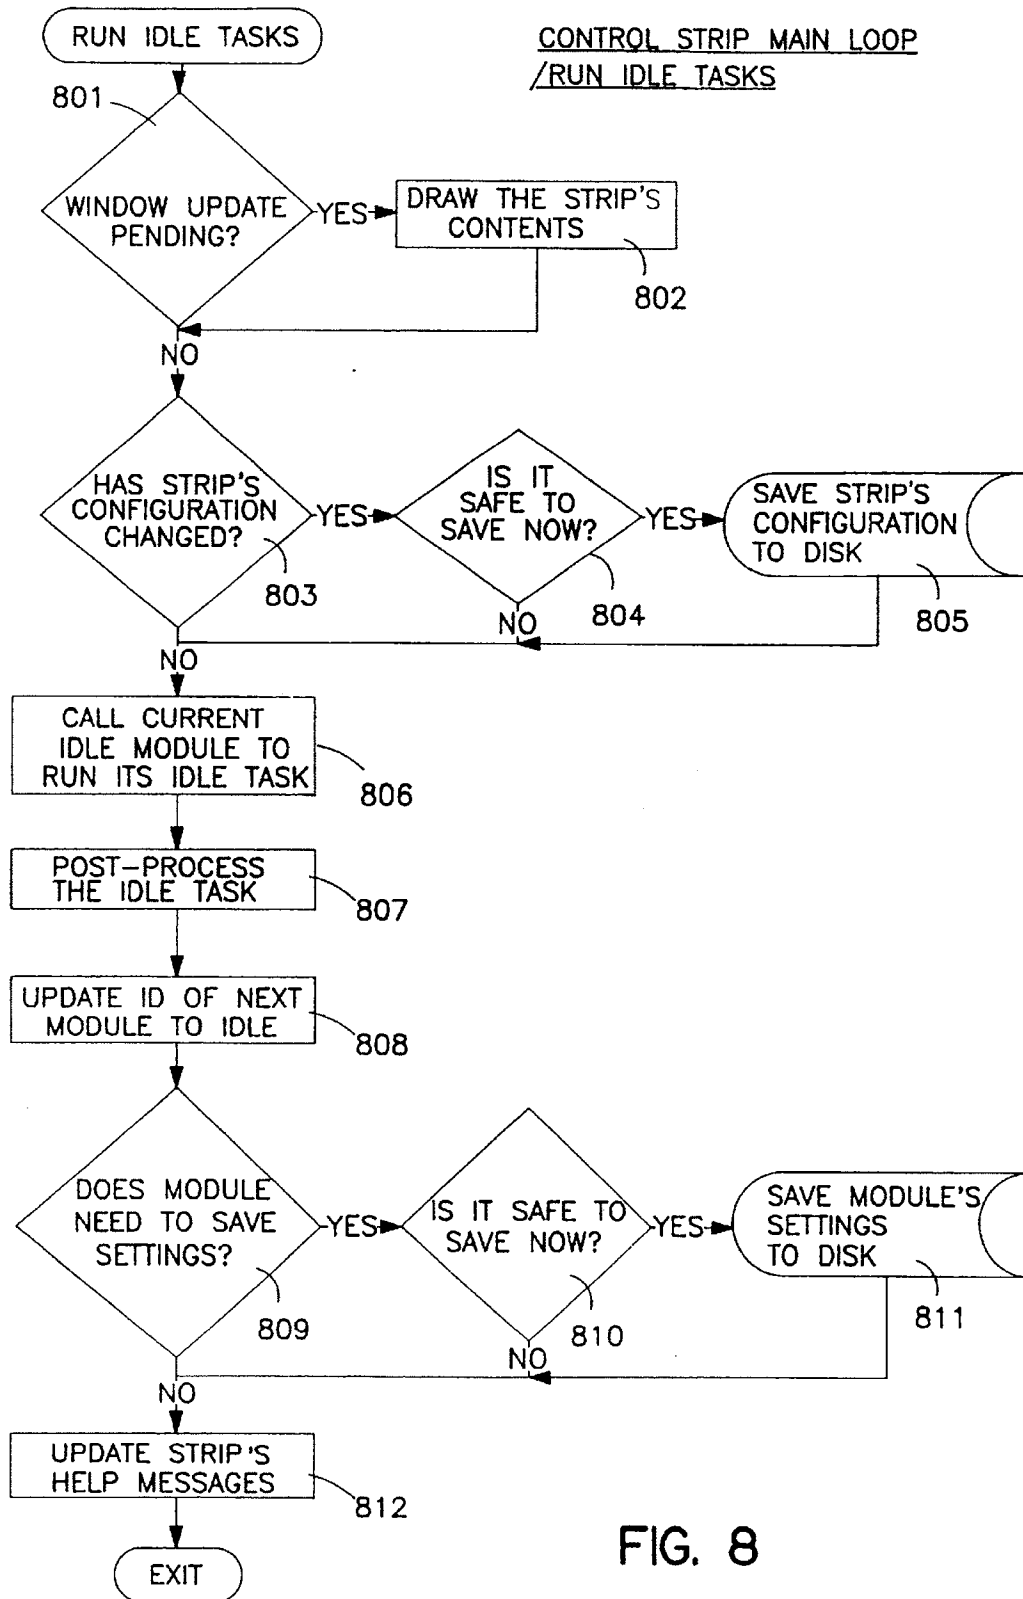 RUN IDLE TASKS
CONTROL STRIP MAIN LOOP
/RUN IDLE TASKS
801
WINDOW UPDATE
PENDING?
YES
DRAW THE STRIP'S
CONTENTS
802
NO
HAS STRIP'S
CONFIGURATION
CHANGED?
803
YES
IS IT
SAFE TO
SAVE NOW?
804
YES
SAVE STRIP'S
CONFIGURATION
TO DISK
805
NO
NO
CALL CURRENT
IDLE MODULE TO
RUN ITS IDLE TASK
806
POST-PROCESS
THE IDLE TASK
807
UPDATE ID OF NEXT
MODULE TO IDLE
808
DOES MODULE
NEED TO SAVE
SETTINGS?
809
YES
IS IT SAFE TO
SAVE NOW?
810
YES
SAVE MODULE'S
SETTINGS
TO DISK
811
NO
NO
UPDATE STRIP'S
HELP MESSAGES
812
EXIT
FIG. 8